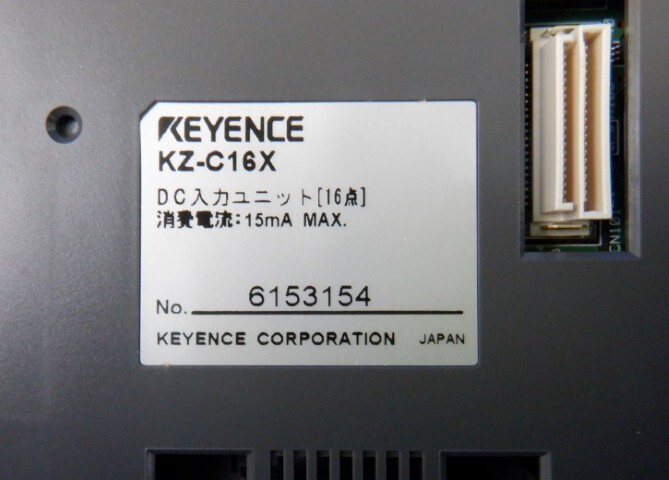 KEYENCE
KZ-C16X
DC入力ユニット[16点]
消費電流:15mA MAX.
No. 6153154
KEYENCE CORPORATION JAPAN